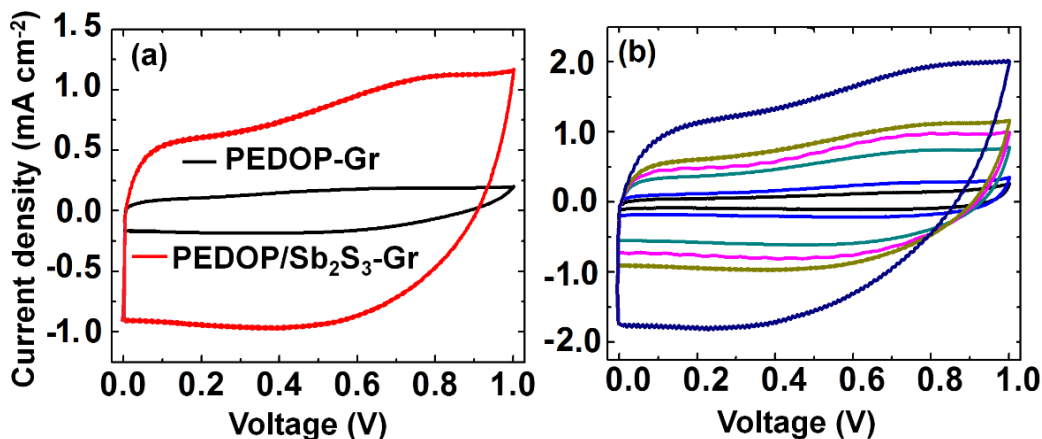 Current density (mA cm-2)
(a)
PEDOP-Gr
PEDOP/Sb2S3-Gr
1.5
1.0
0.5
0.0
-0.5
-1.0
0.0 0.2 0.4 0.6 0.8 1.0
Voltage (V)
(b)
2.0
1.0
0.0
-1.0
-2.0
0.0 0.2 0.4 0.6 0.8 1.0
Voltage (V)